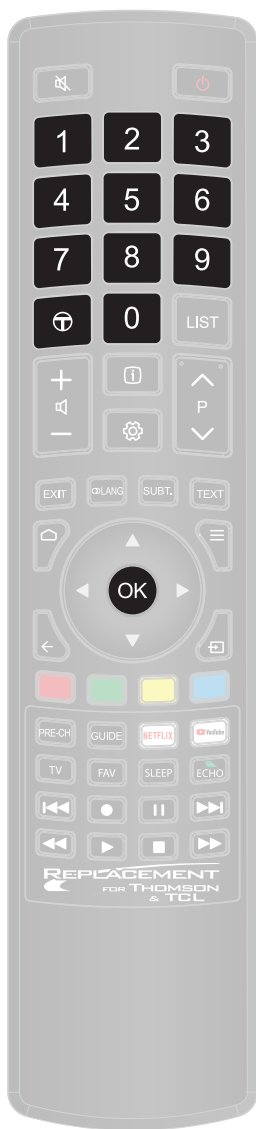 1 2 3
4 5 6
7 8 9
0 LIST
P
EXIT LANG SUBT. TEXT
OK
PRE-CH GUIDE NETFLIX YouTube
TV FAV SLEEP ECHO
REPLACEMENT
FOR THOMSON
& TCL